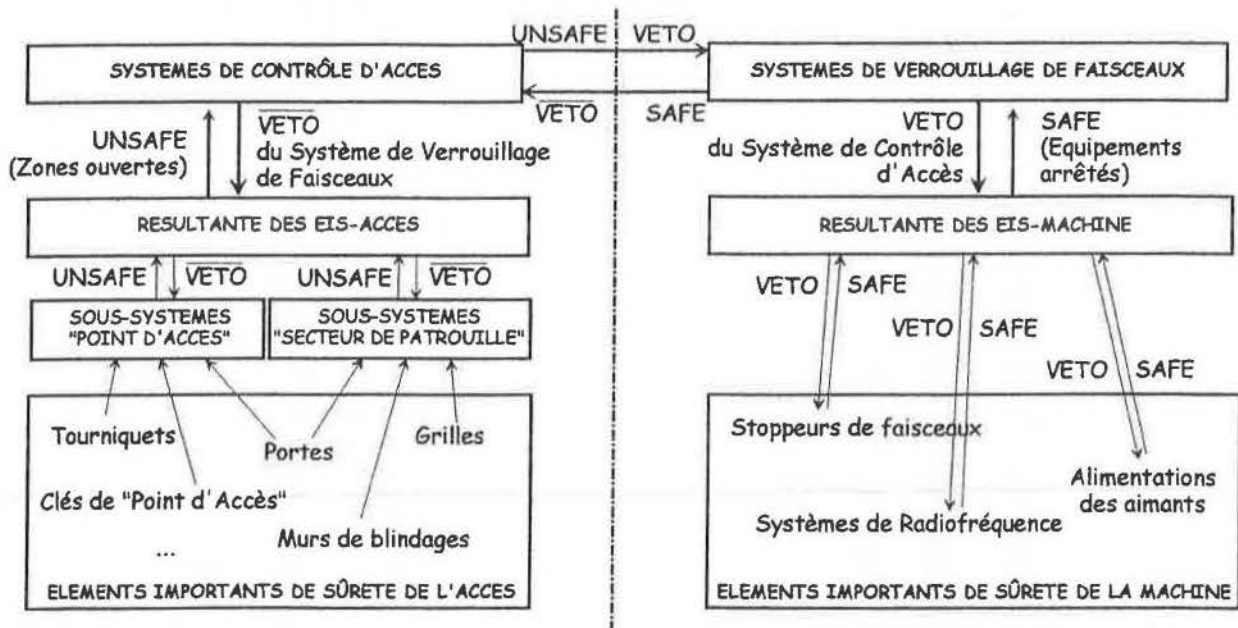 UNSAFE VETO
SYSTEMES DE CONTRÔLE D'ACCES
SYSTEMES DE VERROUILLAGE DE FAISCEAUX
V̅E̅T̅O̅ SAFE
UNSAFE
(Zones ouvertes)
V̅E̅T̅O̅
du Système de Verrouillage
de Faisceaux
VETO
du Système de Contrôle
d'Accès
SAFE
(Equipements
arrêtés)
RESULTANTE DES EIS-ACCES
RESULTANTE DES EIS-MACHINE
UNSAFE V̅E̅T̅O̅
UNSAFE V̅E̅T̅O̅
VETO SAFE
VETO SAFE
VETO SAFE
SOUS-SYSTEMES
"POINT D'ACCES"
SOUS-SYSTEMES
"SECTEUR DE PATROUILLE"
Tourniquets
Portes
Grilles
Clés de "Point d'Accès"
...
Murs de blindages
ELEMENTS IMPORTANTS DE SÛRETE DE L'ACCES
Stoppeurs de faisceaux
Alimentations
des aimants
Systèmes de Radiofréquence
ELEMENTS IMPORTANTS DE SÛRETE DE LA MACHINE